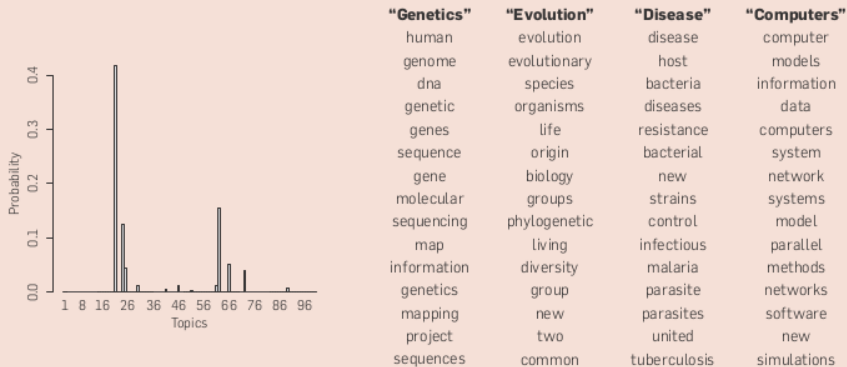 “Genetics” “Evolution” “Disease” “Computers”
human evolution disease computer
genome evolutionary host models
dna species bacteria information
genetic organisms diseases data
genes life resistance computers
sequence origin bacterial system
gene biology new network
molecular groups strains systems
sequencing phylogenetic control model
map living infectious parallel
information diversity malaria methods
genetics group parasite networks
mapping new parasites software
project two united new
sequences common tuberculosis simulations
Probability
0.4
0.3
0.2
0.1
0.0
1 8 16 26 36 46 56 66 76 86 96
Topics